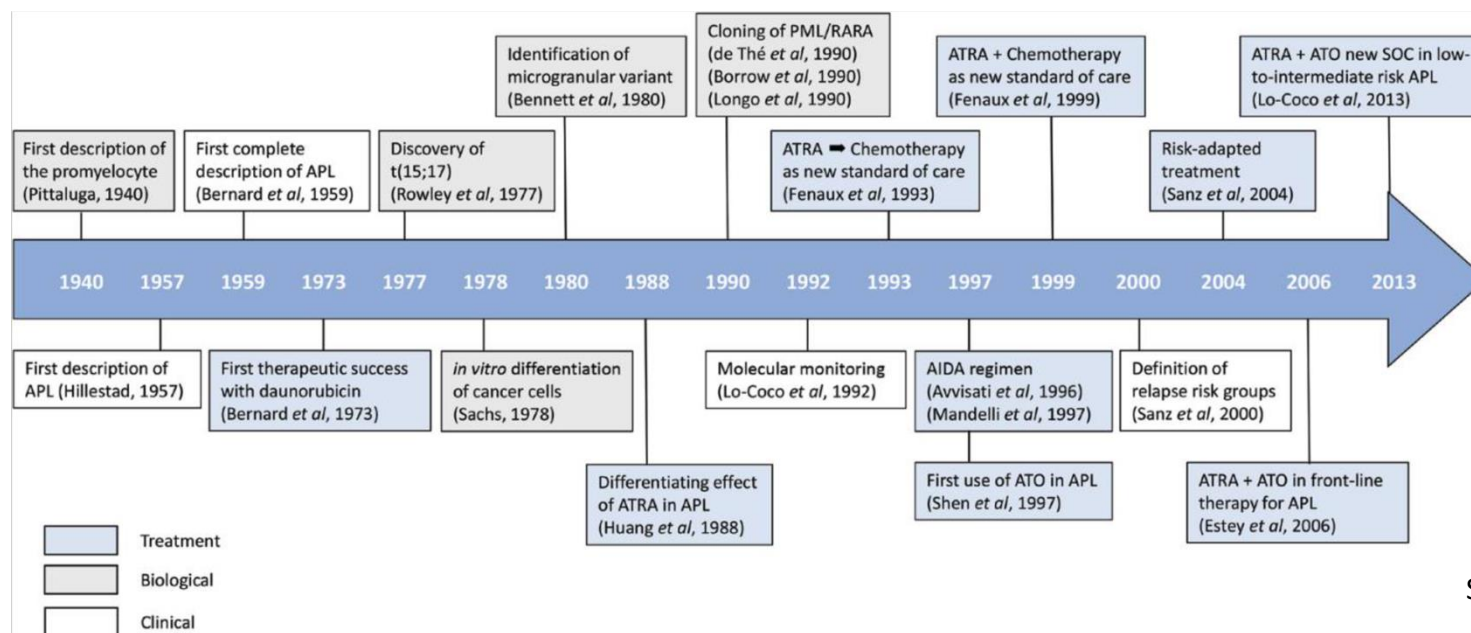 Identification of
microgranular variant
(Bennett et al, 1980)
Cloning of PML/RARA
(de Thé et al, 1990)
(Borrow et al, 1990)
(Longo et al, 1990)
ATRA + Chemotherapy
as new standard of care
(Fenaux et al, 1999)
ATRA + ATO new SOC in low-
to-intermediate risk APL
(Lo-Coco et al, 2013)
First description of
the promyelocyte
(Pittaluga, 1940)
First complete
description of APL
(Bernard et al, 1959)
Discovery of
t(15;17)
(Rowley et al, 1977)
ATRA ➡ Chemotherapy
as new standard of care
(Fenaux et al, 1993)
Risk-adapted
treatment
(Sanz et al, 2004)
1940 1957 1959 1973 1977 1978 1980 1988 1990 1992 1993 1997 1999 2000 2004 2006 2013
First description of
APL (Hillestad, 1957)
First therapeutic success
with daunorubicin
(Bernard et al, 1973)
in vitro differentiation
of cancer cells
(Sachs, 1978)
Molecular monitoring
(Lo-Coco et al, 1992)
AIDA regimen
(Avvisati et al, 1996)
(Mandelli et al, 1997)
Definition of
relapse risk groups
(Sanz et al, 2000)
Differentiating effect
of ATRA in APL
(Huang et al, 1988)
First use of ATO in APL
(Shen et al, 1997)
ATRA + ATO in front-line
therapy for APL
(Estey et al, 2006)
Treatment
Biological
Clinical
S